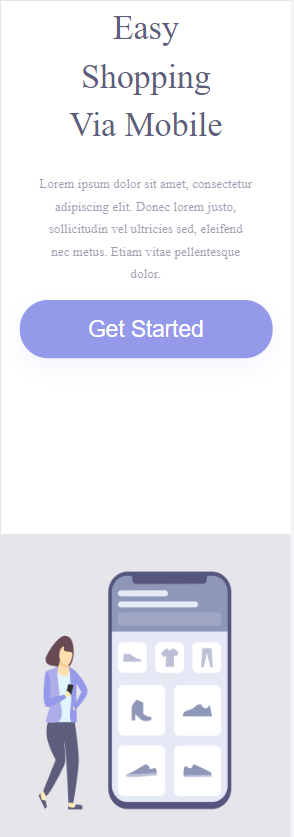 Easy
Shopping
Via Mobile
Lorem ipsum dolor sit amet, consectetur
adipiscing elit. Donec lorem justo,
sollicitudin vel ultricies sed, eleifend
nec metus. Etiam vitae pellentesque
dolor.
Get Started